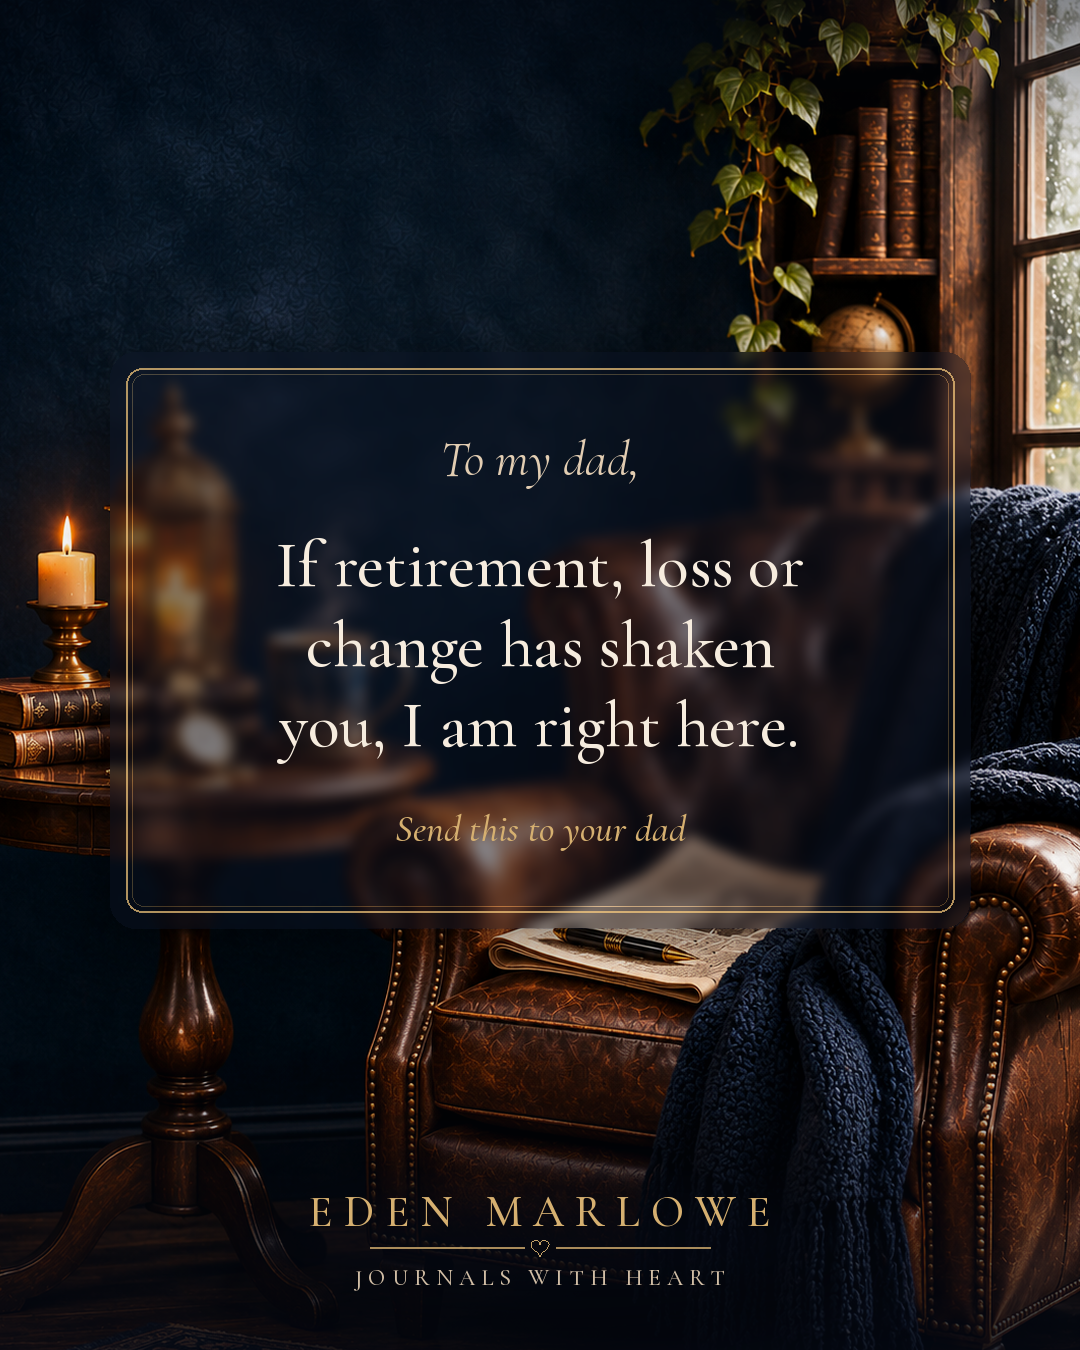 To my dad,
If retirement, loss or
change has shaken
you, I am right here.
Send this to your dad
EDEN MARLOWE
JOURNALS WITH HEART